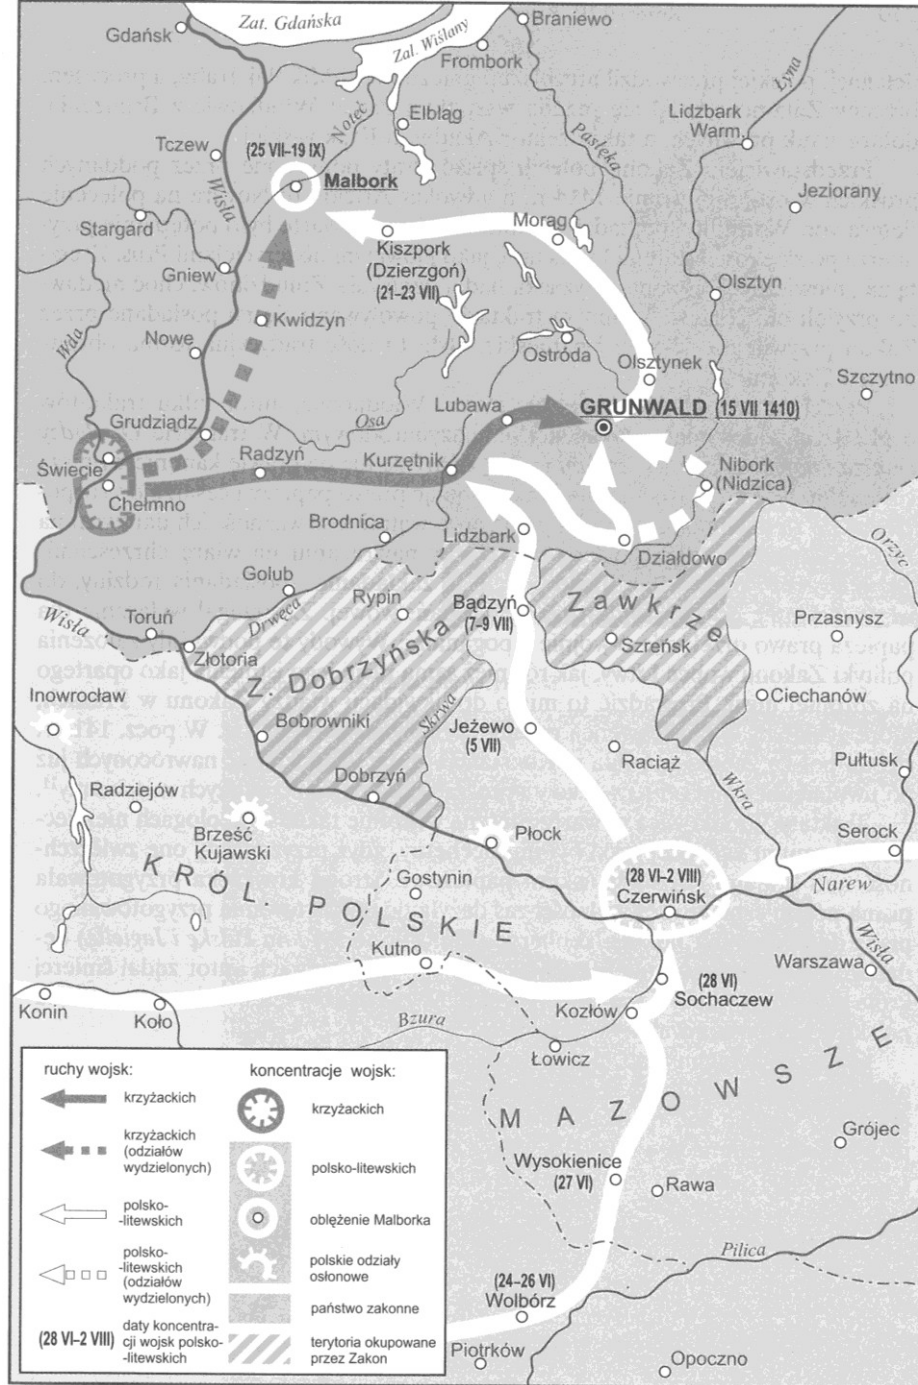 Zat. Gdańska
Braniewo
Gdańsk
Zal. Wiślany
Frombork
Łyna
Elbląg
Noteć
Lidzbark
Warm.
Tczew
Wisła
(25 VII–19 IX)
Malbork
Pasłęka
Jeziorany
Stargard
Morąg
Kiszpork
(Dzierzgoń)
(21–23 VII)
Gniew
Olsztyn
Kwidzyn
Wda
Nowe
Ostróda
Olsztynek
Szczytno
Lubawa
GRUNWALD (15 VII 1410)
Osa
Grudziądz
Radzyń
Kurzętnik
Świecie
Chełmno
Nibork
(Nidzica)
Brodnica
Lidzbark
Działdowo
Orzyc
Golub
Rypin
Bądzyń
(7–9 VII)
Zawkrze
Przasnysz
Wisła
Toruń
Drwęca
Szreńsk
Złotoria
Z. Dobrzyńska
Inowrocław
Ciechanów
Skrwa
Bobrowniki
Jeżewo
(5 VII)
Raciąż
Pułtusk
Radziejów
Dobrzyń
Wkra
Brześć
Kujawski
Płock
Serock
KRÓL. POLSKIE
Gostynin
(28 VI–2 VIII)
Czerwińsk
Narew
Kutno
Wisła
Warszawa
(28 VI)
Sochaczew
Konin
Koło
Kozłów
Bzura
Łowicz
MAZOWSZE
Grójec
Wysokienice
(27 VI)
Rawa
Pilica
(24–26 VI)
Wolbórz
Piotrków
Opoczno
ruchy wojsk:
krzyżackich
krzyżackich
(odziałów
wydzielonych)
polsko-
-litewskich
polsko-
-litewskich
(odziałów
wydzielonych)
(28 VI–2 VIII)
daty koncentra-
cji wojsk polsko-
-litewskich
koncentracje wojsk:
krzyżackich
polsko-litewskich
oblężenie Malborka
polskie odziały
osłonowe
państwo zakonne
terytoria okupowane
przez Zakon